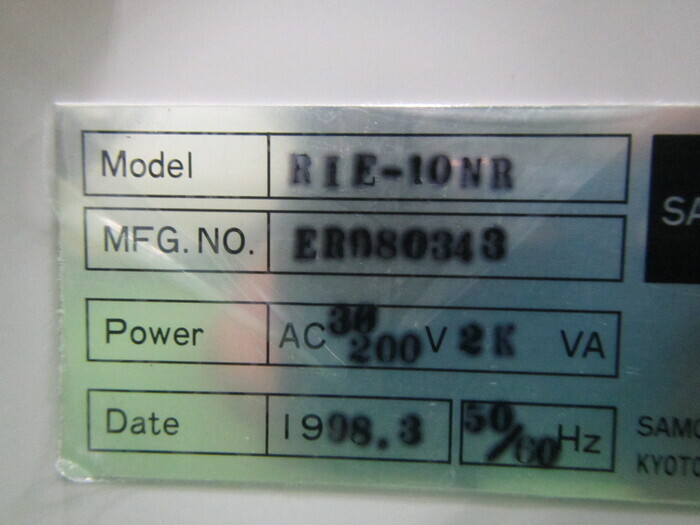 Model RIE-10NR
MFG. NO. ER080343
Power AC 3Φ 200 V 2K VA
Date 1998.3 50/60 Hz
SA
SAMC
KYOTO